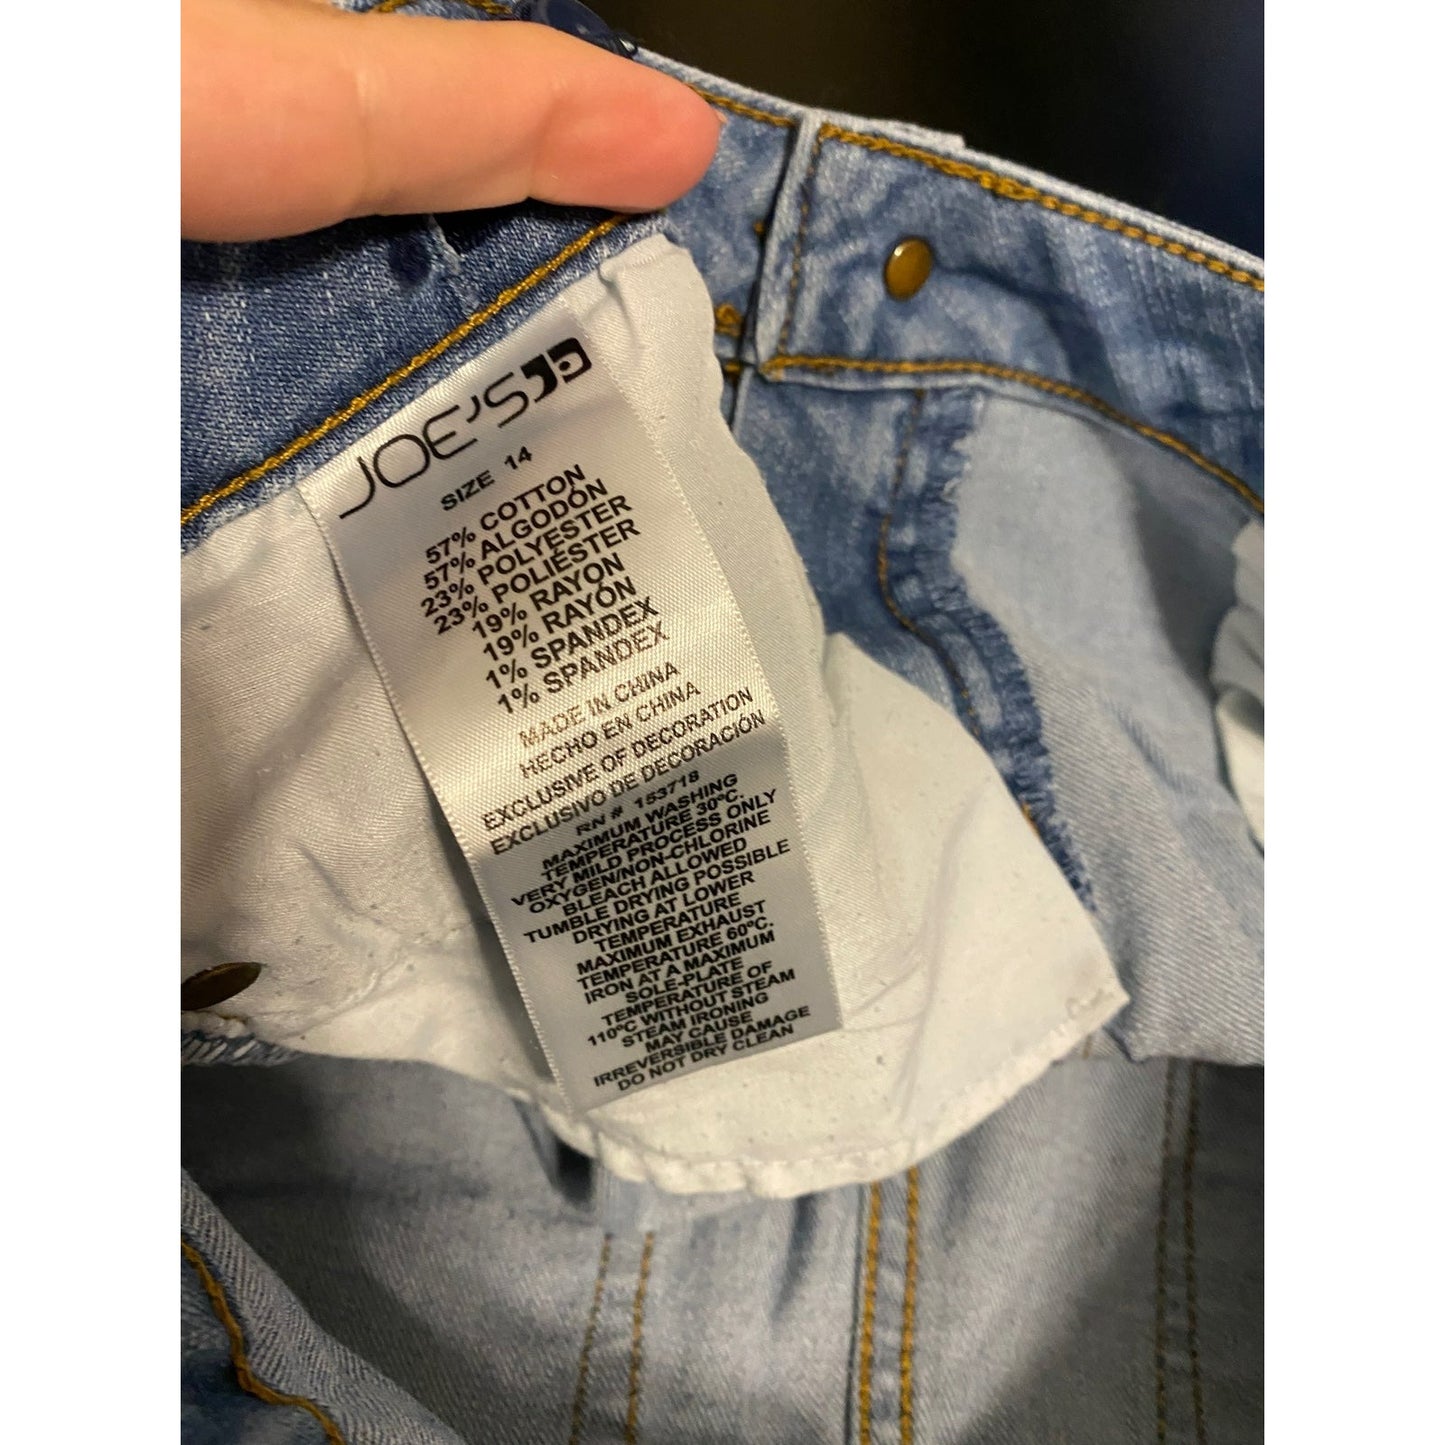 JOE'S
SIZE 14
57% COTTON
57% ALGODÓN
23% POLYESTER
23% POLIÉSTER
19% RAYON
19% RAYÓN
1% SPANDEX
1% SPANDEX
MADE IN CHINA
HECHO EN CHINA
EXCLUSIVE OF DECORATION
EXCLUSIVO DE DECORACIÓN
RN # 153718
MAXIMUM WASHING
TEMPERATURE 30ºC.
VERY MILD PROCESS ONLY
OXYGEN/NON-CHLORINE
BLEACH ALLOWED
TUMBLE DRYING POSSIBLE
DRYING AT LOWER
TEMPERATURE
MAXIMUM EXHAUST
TEMPERATURE 60ºC.
IRON AT A MAXIMUM
SOLE-PLATE
TEMPERATURE OF
110ºC WITHOUT STEAM
STEAM IRONING
MAY CAUSE
IRREVERSIBLE DAMAGE
DO NOT DRY CLEAN